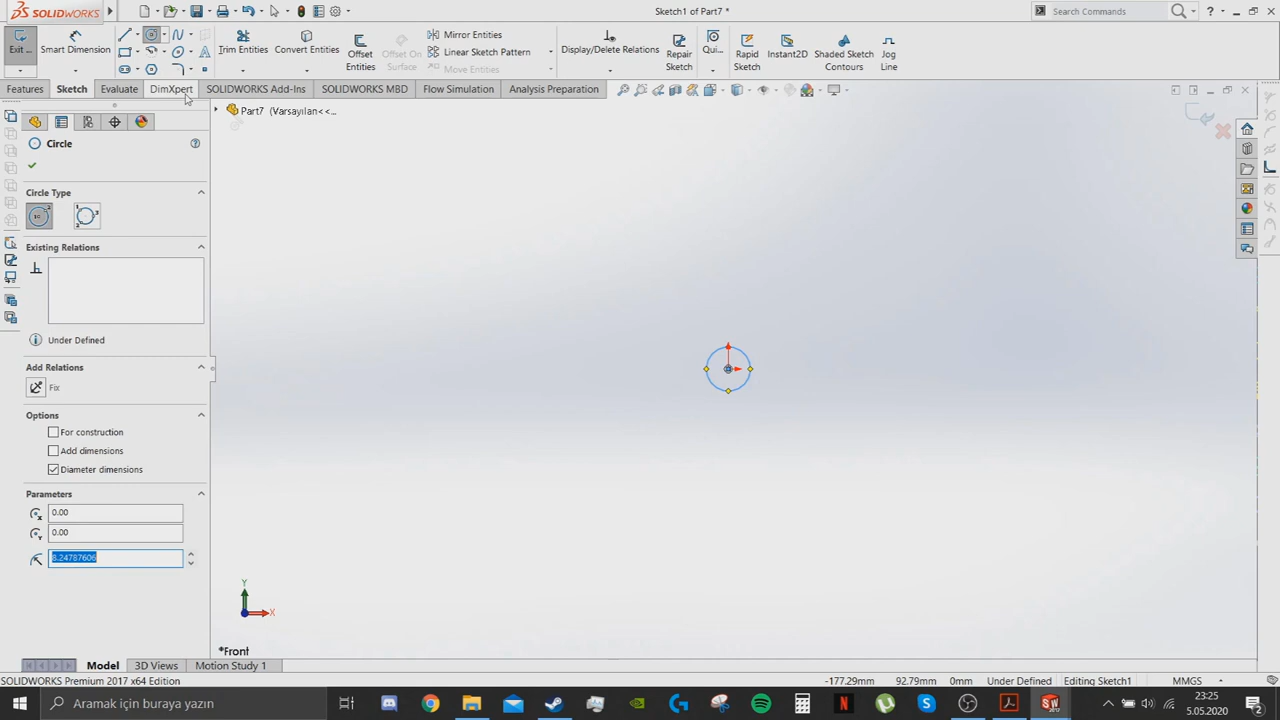 SOLIDWORKS
Sketch1 of Part7 *
Search Commands
Exit...
Smart Dimension
Trim Entities
Convert Entities
Offset Entities
Offset On Surface
Mirror Entities
Linear Sketch Pattern
Move Entities
Display/Delete Relations
Repair Sketch
Qui...
Rapid Sketch
Instant2D
Shaded Sketch Contours
Jog Line
Features
Sketch
Evaluate
DimXpert
SOLIDWORKS Add-Ins
SOLIDWORKS MBD
Flow Simulation
Analysis Preparation
Part7 (Varsayılan<<...
Circle
Circle Type
Existing Relations
Under Defined
Add Relations
Fix
Options
For construction
Add dimensions
Diameter dimensions
Parameters
0.00
0.00
8.24787606
Y
X
*Front
Model
3D Views
Motion Study 1
SOLIDWORKS Premium 2017 x64 Edition
-177.29mm
92.79mm
0mm
Under Defined
Editing Sketch1
MMGS
Aramak için buraya yazın
23:25
5.05.2020
2